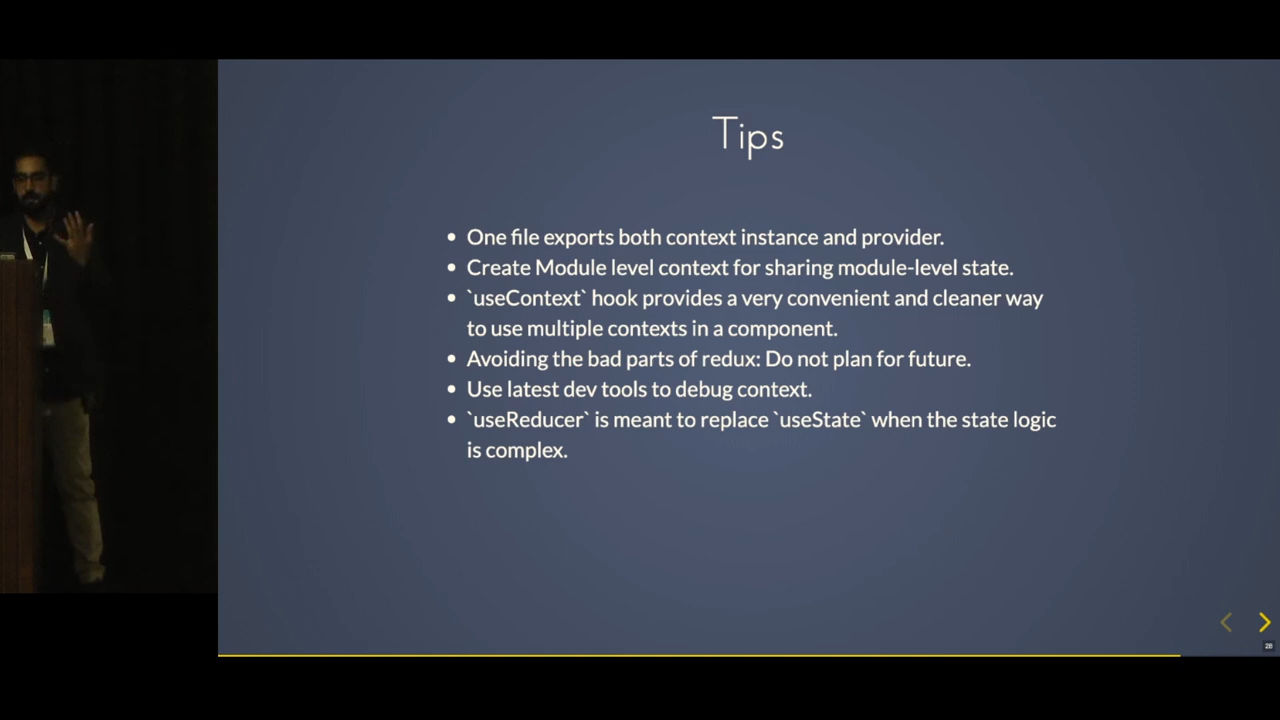 Tips
• One file exports both context instance and provider.
• Create Module level context for sharing module-level state.
• `useContext` hook provides a very convenient and cleaner way
to use multiple contexts in a component.
• Avoiding the bad parts of redux: Do not plan for future.
• Use latest dev tools to debug context.
• `useReducer` is meant to replace `useState` when the state logic
is complex.
28